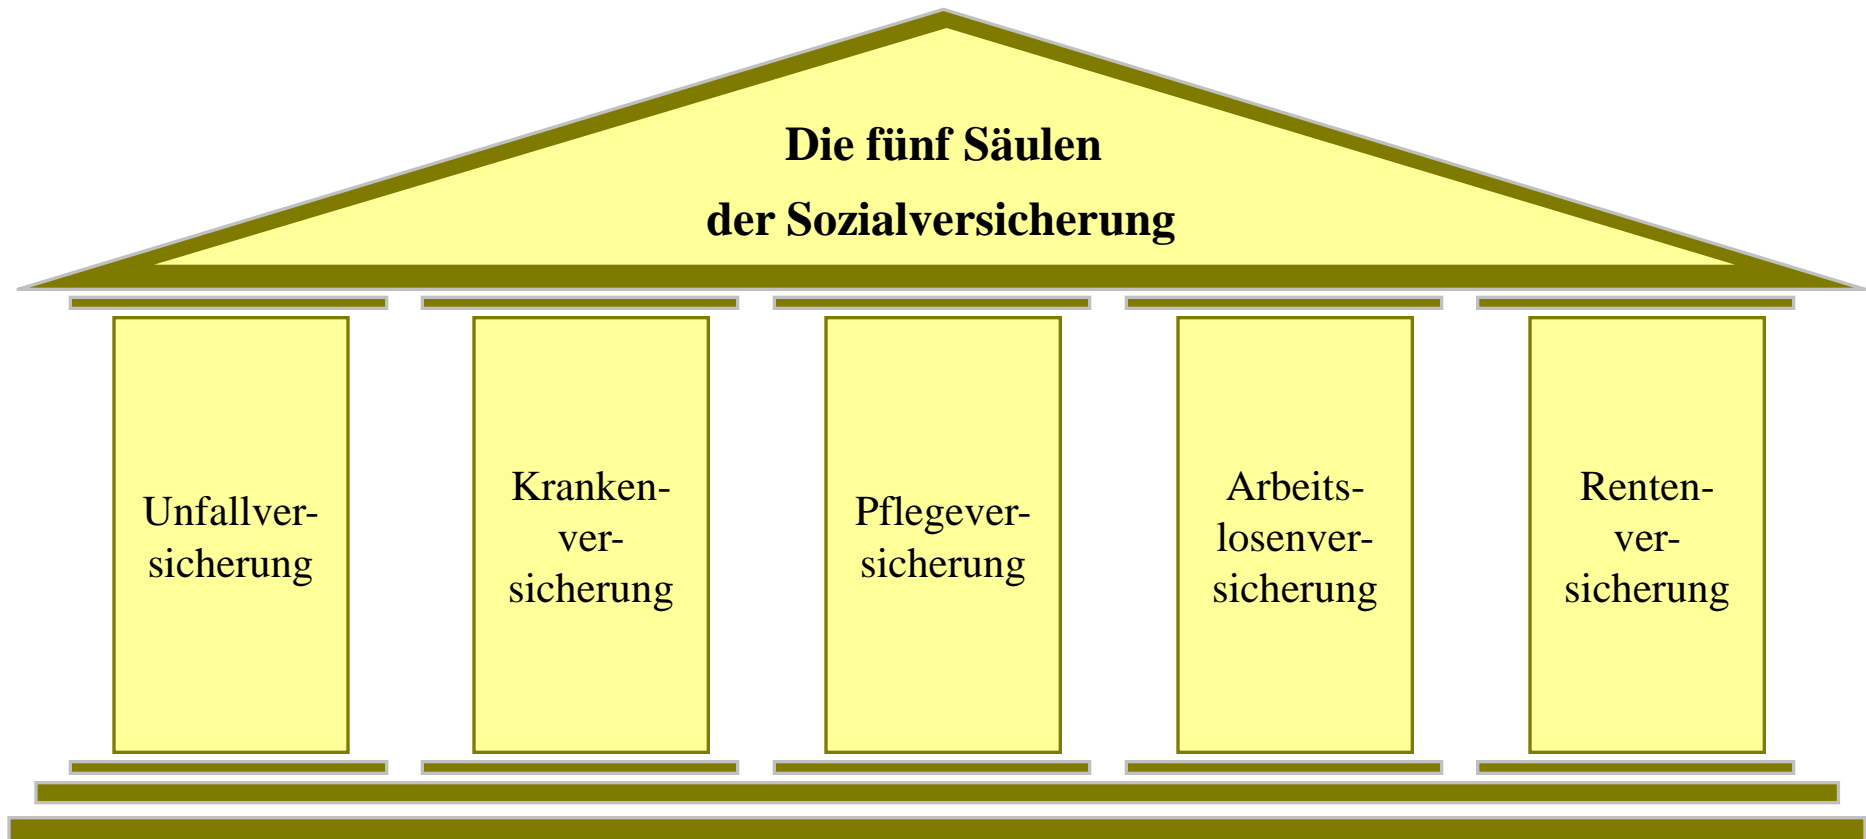 Die fünf Säulen
der Sozialversicherung
Unfallver-
sicherung
Kranken-
ver-
sicherung
Pflegever-
sicherung
Arbeits-
losenver-
sicherung
Renten-
ver-
sicherung